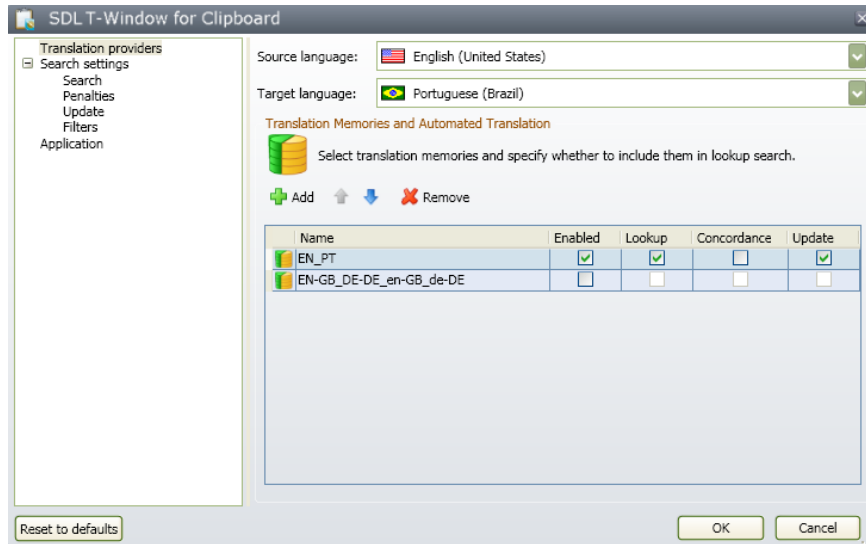 SDL T-Window for Clipboard
Translation providers
Search settings
Search
Penalties
Update
Filters
Application
Source language: English (United States)
Target language: Portuguese (Brazil)
Translation Memories and Automated Translation
Select translation memories and specify whether to include them in lookup search.
Add Remove
Name Enabled Lookup Concordance Update
EN_PT
EN-GB_DE-DE_en-GB_de-DE
Reset to defaults OK Cancel